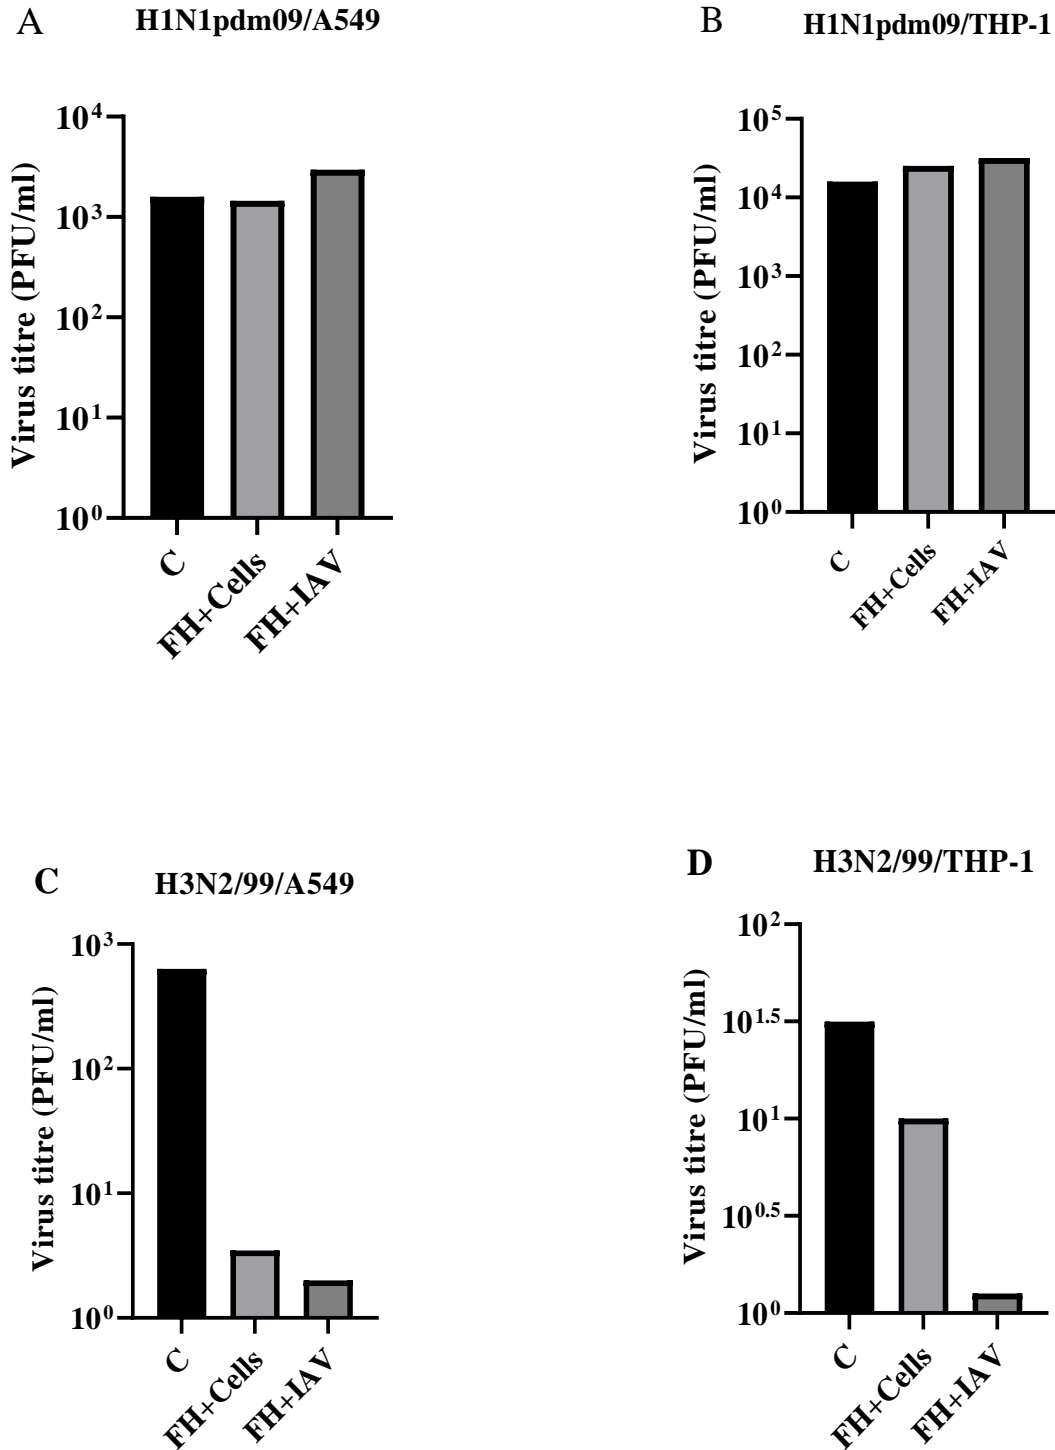 A
H1N1pdm09/A549
Virus titre (PFU/ml)
10⁴
10³
10²
10¹
10⁰
C
FH+Cells
FH+IAV
B
H1N1pdm09/THP-1
Virus titre (PFU/ml)
10⁵
10⁴
10³
10²
10¹
10⁰
C
FH+Cells
FH+IAV
C
H3N2/99/A549
Virus titre (PFU/ml)
10³
10²
10¹
10⁰
C
FH+Cells
FH+IAV
D
H3N2/99/THP-1
Virus titre (PFU/ml)
10²
10¹·⁵
10¹
10⁰·⁵
10⁰
C
FH+Cells
FH+IAV